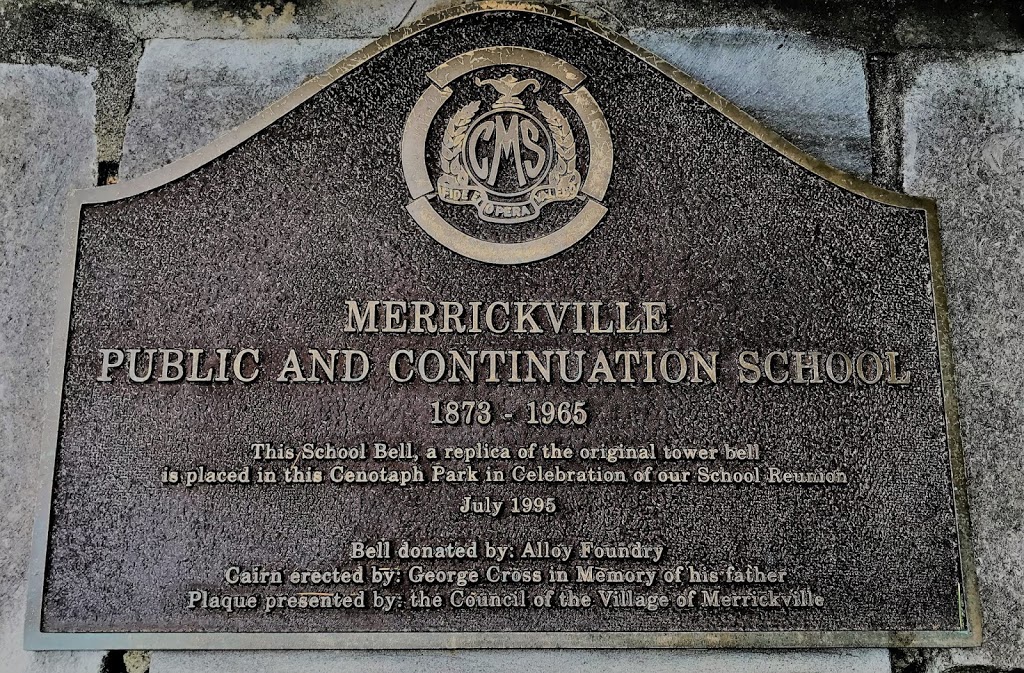 CMS
OPERA
MERRICKVILLE
PUBLIC AND CONTINUATION SCHOOL
1873 - 1965
This School Bell, a replica of the original tower bell
is placed in this Cenotaph Park in Celebration of our School Reunion
July 1995
Bell donated by: Alloy Foundry
Cairn erected by: George Cross in Memory of his father
Plaque presented by: the Council of the Village of Merrickville